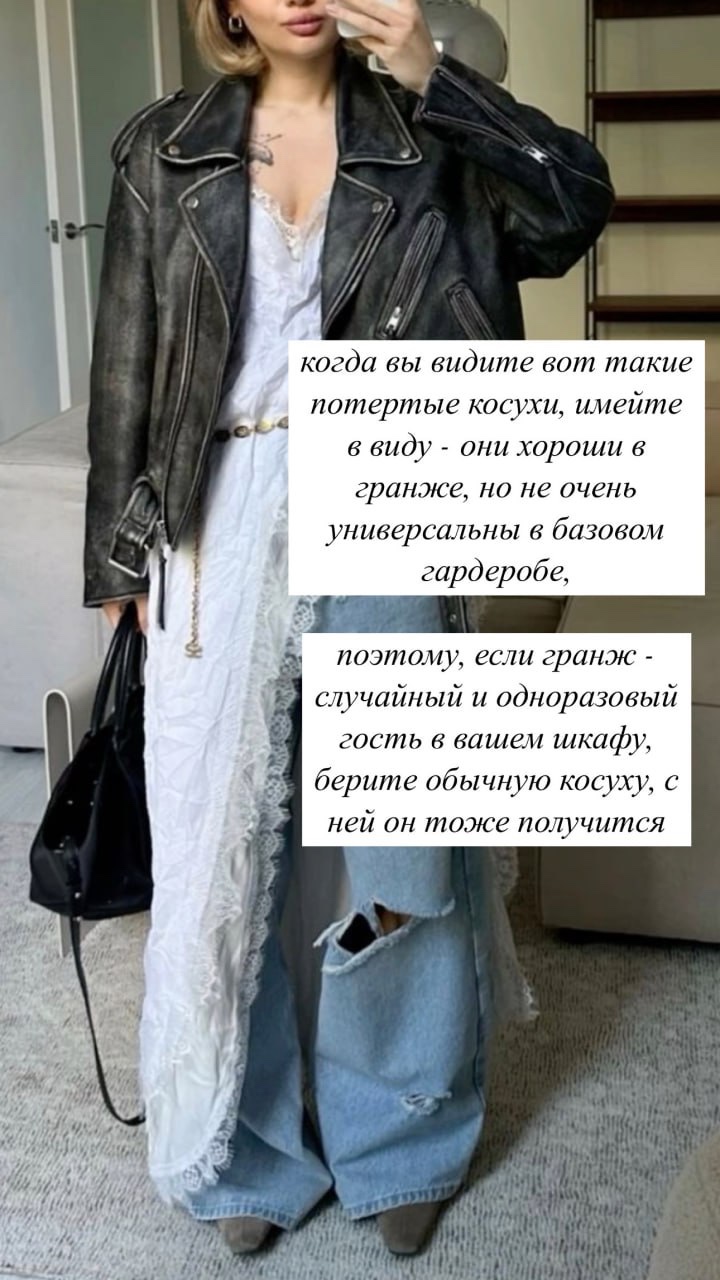 когда вы видите вот такие
потертые косухи, имейте
в виду - они хороши в
гранже, но не очень
универсальны в базовом
гардеробе,
поэтому, если гранж -
случайный и одноразовый
гость в вашем шкафу,
берите обычную косуху, с
ней он тоже получится